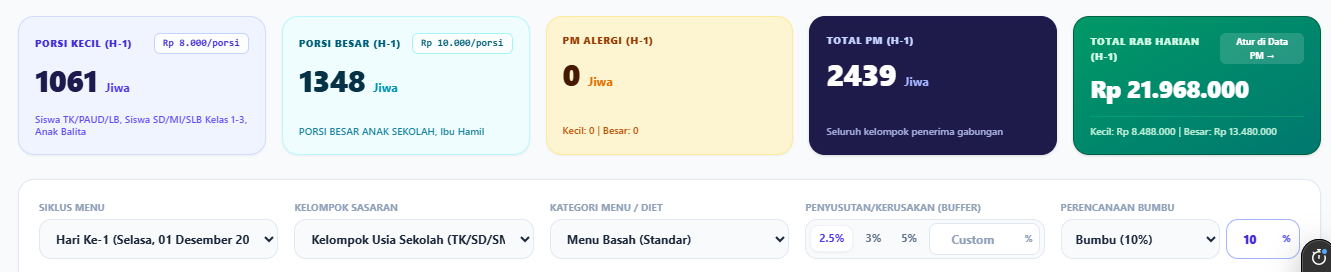 PORSI KECIL (H-1)
Rp 8.000/porsi
1061 Jiwa
Siswa TK/PAUD/LB, Siswa SD/MI/SLB Kelas 1-3,
Anak Balita
PORSI BESAR (H-1)
Rp 10.000/porsi
1348 Jiwa
PORSI BESAR ANAK SEKOLAH, Ibu Hamil
PM ALERGI (H-1)
0 Jiwa
Kecil: 0 | Besar: 0
TOTAL PM (H-1)
2439 Jiwa
Seluruh kelompok penerima gabungan
TOTAL RAB HARIAN
(H-1)
Atur di Data
PM →
Rp 21.968.000
Kecil: Rp 8.488.000 | Besar: Rp 13.480.000
SIKLUS MENU
Hari Ke-1 (Selasa, 01 Desember 20
KELOMPOK SASARAN
Kelompok Usia Sekolah (TK/SD/SM
KATEGORI MENU / DIET
Menu Basah (Standar)
PENYUSUTAN/KERUSAKAN (BUFFER)
2.5% 3% 5% Custom %
PERENCANAAN BUMBU
Bumbu (10%)
10 %